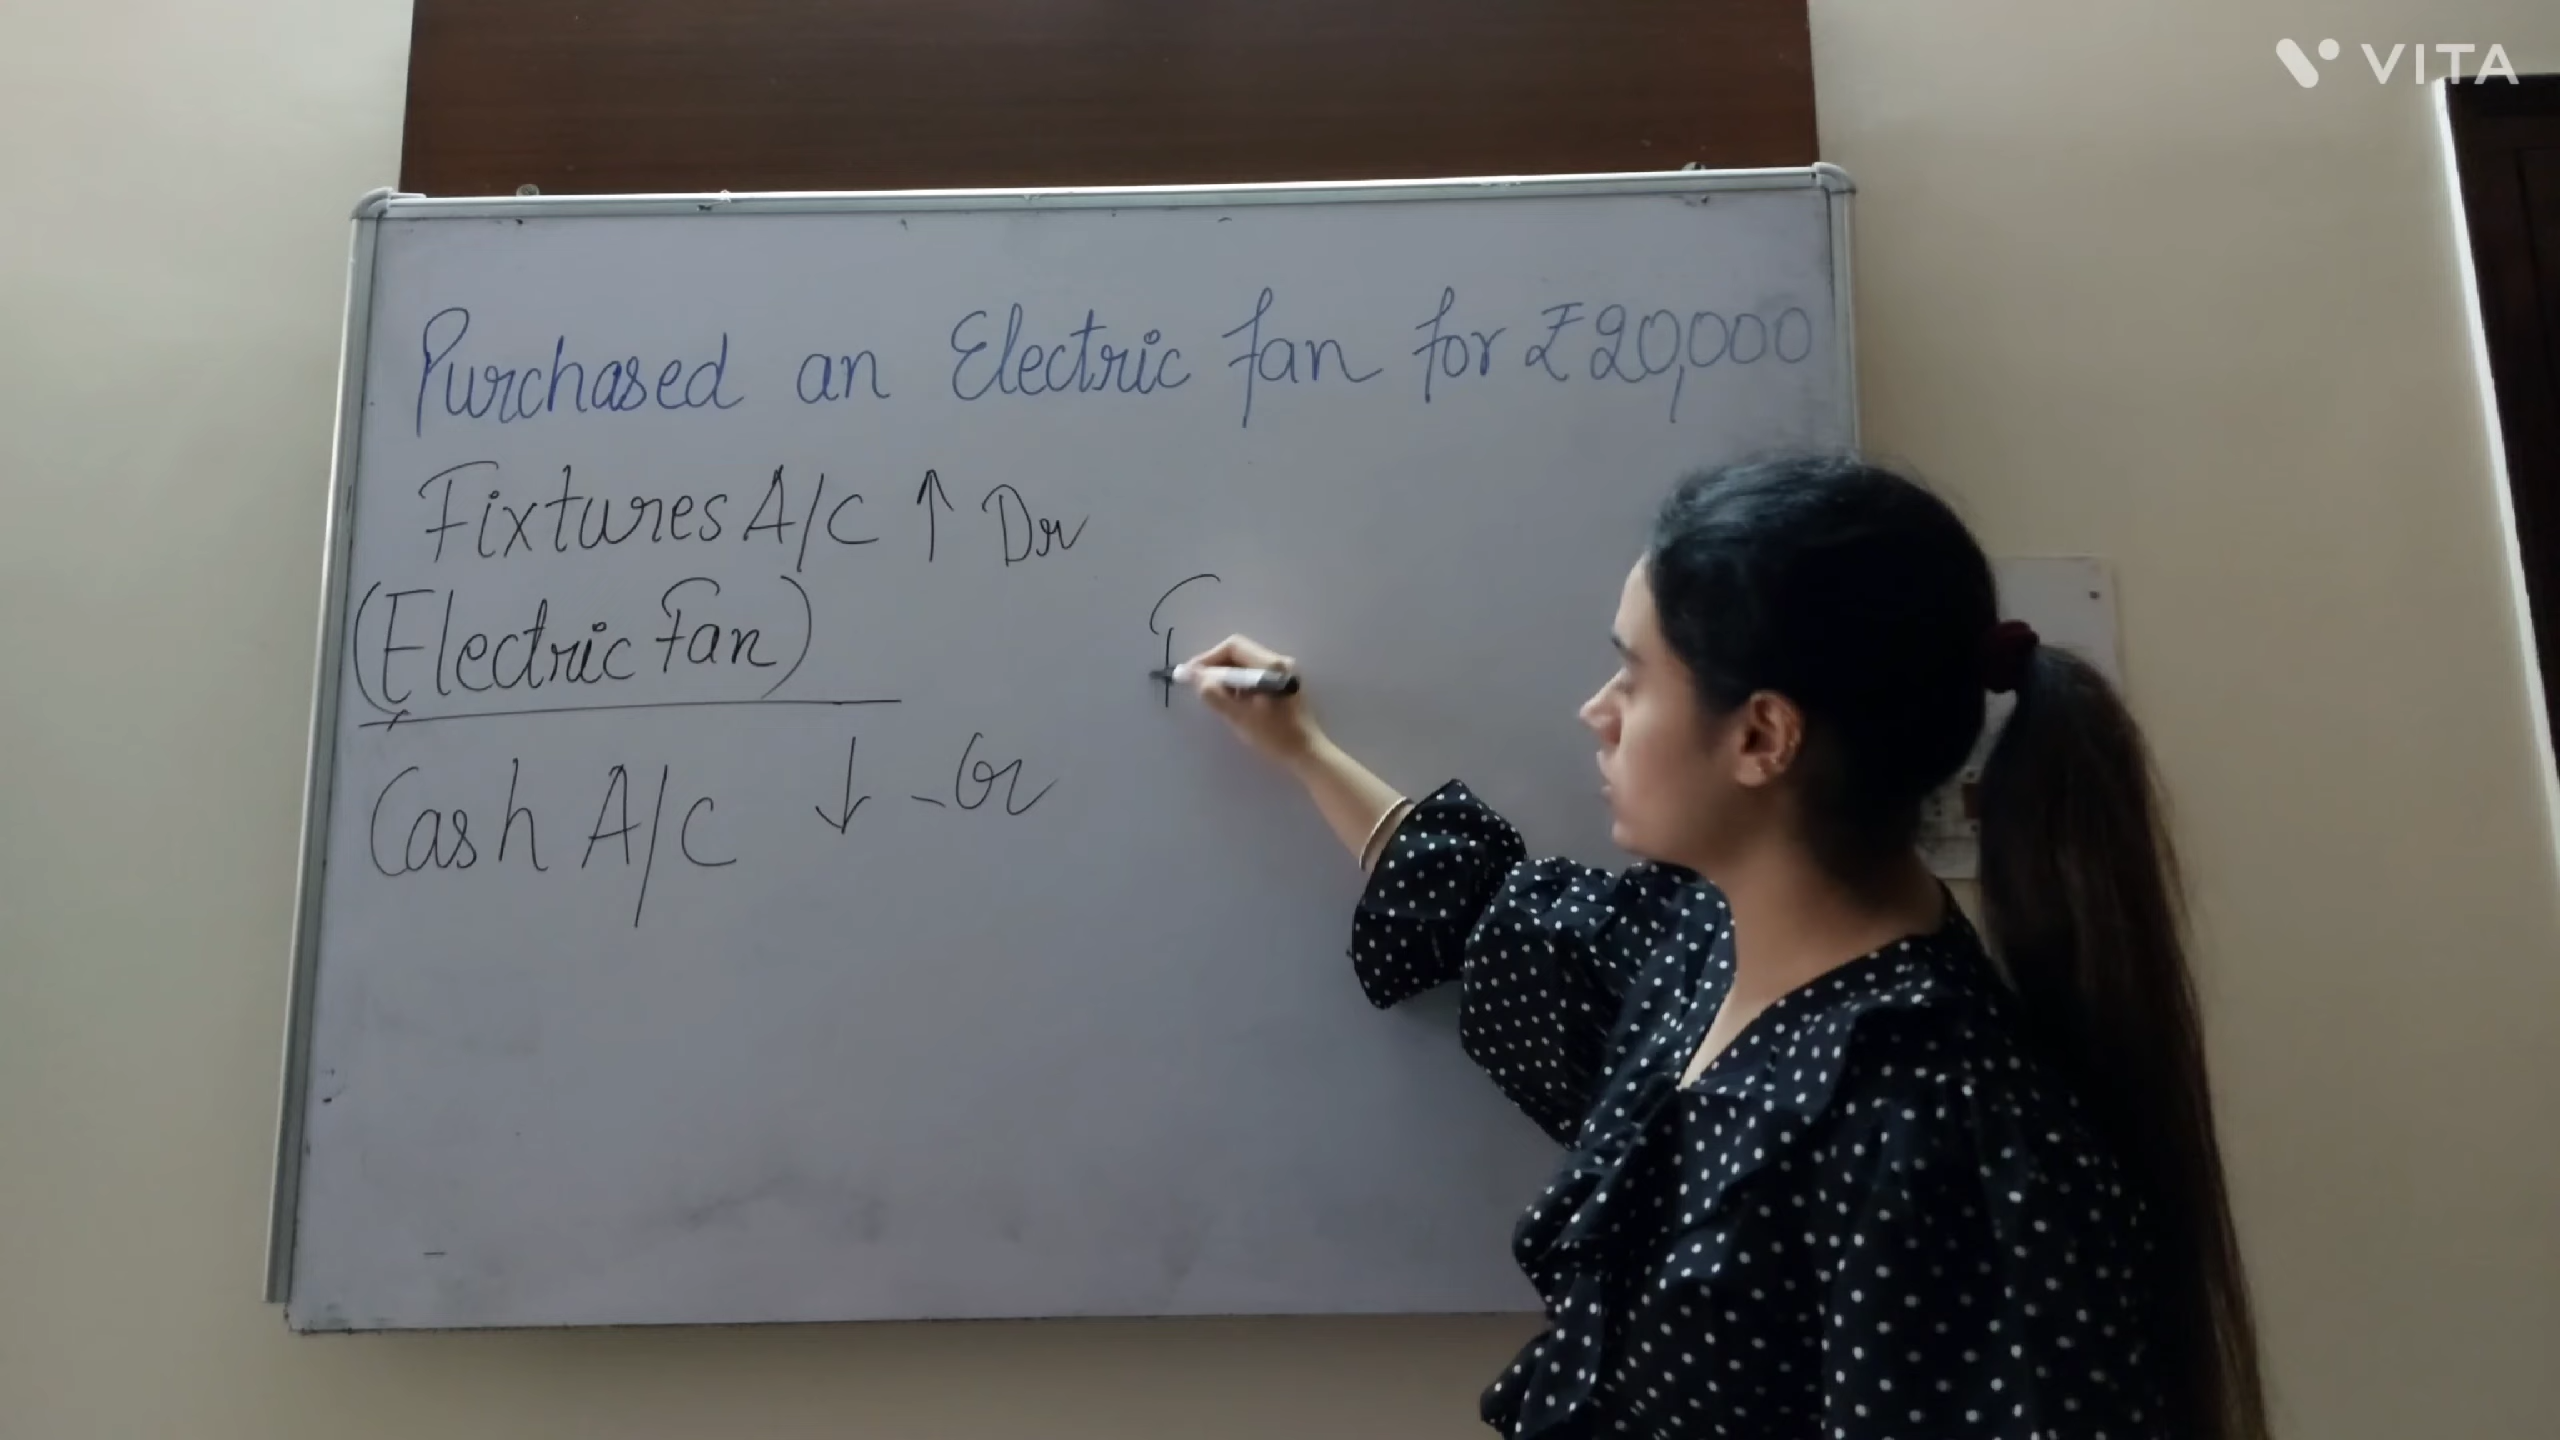 VITA
Purchased an Electric fan for ₹20,000
Fixtures A/C ↑ Dr
(Electric Fan)
F
Cash A/C ↓ - Cr